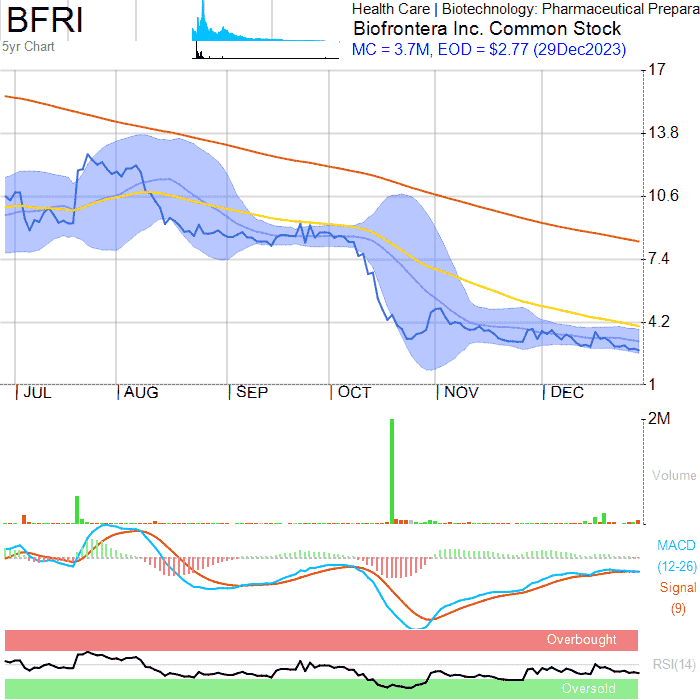 BFRI
5yr Chart
Health Care | Biotechnology: Pharmaceutical Prepara
Biofrontera Inc. Common Stock
MC = 3.7M, EOD = $2.77 (29Dec2023)
17
13.8
10.6
7.4
4.2
1
JUL AUG SEP OCT NOV DEC
2M
Volume
MACD
(12-26)
Signal
(9)
Overbought
RSI(14)
Oversold